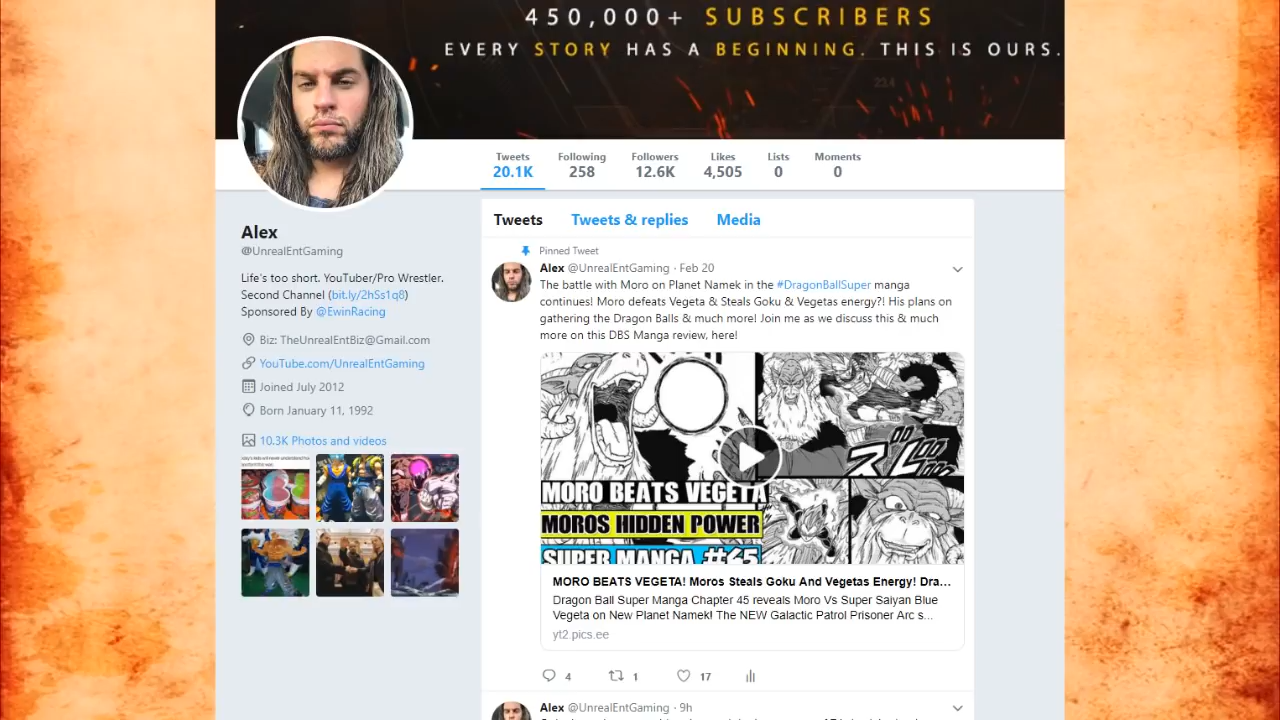 450,000+ SUBSCRIBERS
EVERY STORY HAS A BEGINNING. THIS IS OURS.
23.4
Tweets Following Followers Likes Lists Moments
20.1K 258 12.6K 4,505 0 0
Alex
@UnrealEntGaming
Life's too short. YouTuber/Pro Wrestler.
Second Channel (bit.ly/2hSs1q8)
Sponsored By @EwinRacing
Biz: TheUnrealEntBiz@Gmail.com
YouTube.com/UnrealEntGaming
Joined July 2012
Born January 11, 1992
10.3K Photos and videos
Tweets Tweets & replies Media
Pinned Tweet
Alex @UnrealEntGaming · Feb 20
The battle with Moro on Planet Namek in the #DragonBallSuper manga
continues! Moro defeats Vegeta & Steals Goku & Vegetas energy?! His plans on
gathering the Dragon Balls & much more! Join me as we discuss this & much
more on this DBS Manga review, here!
MORO BEATS VEGETA
MOROS HIDDEN POWER
SUPER MANGA #45
MORO BEATS VEGETA! Moros Steals Goku And Vegetas Energy! Dra...
Dragon Ball Super Manga Chapter 45 reveals Moro Vs Super Saiyan Blue
Vegeta on New Planet Namek! The NEW Galactic Patrol Prisoner Arc s...
yt2.pics.ee
4 1 17
Alex @UnrealEntGaming · 9h